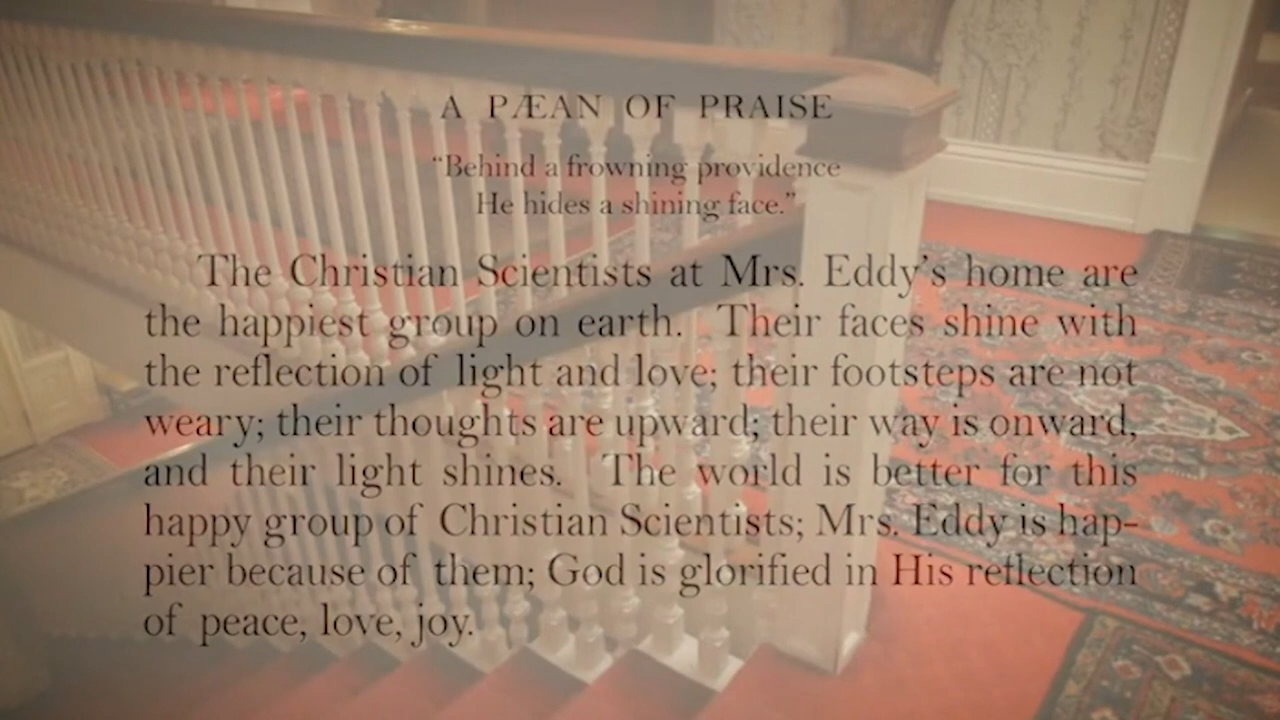 A PÆAN OF PRAISE
“Behind a frowning providence
He hides a shining face.”
The Christian Scientists at Mrs. Eddy’s home are
the happiest group on earth. Their faces shine with
the reflection of light and love; their footsteps are not
weary; their thoughts are upward; their way is onward,
and their light shines. The world is better for this
happy group of Christian Scientists; Mrs. Eddy is hap-
pier because of them; God is glorified in His reflection
of peace, love, joy.